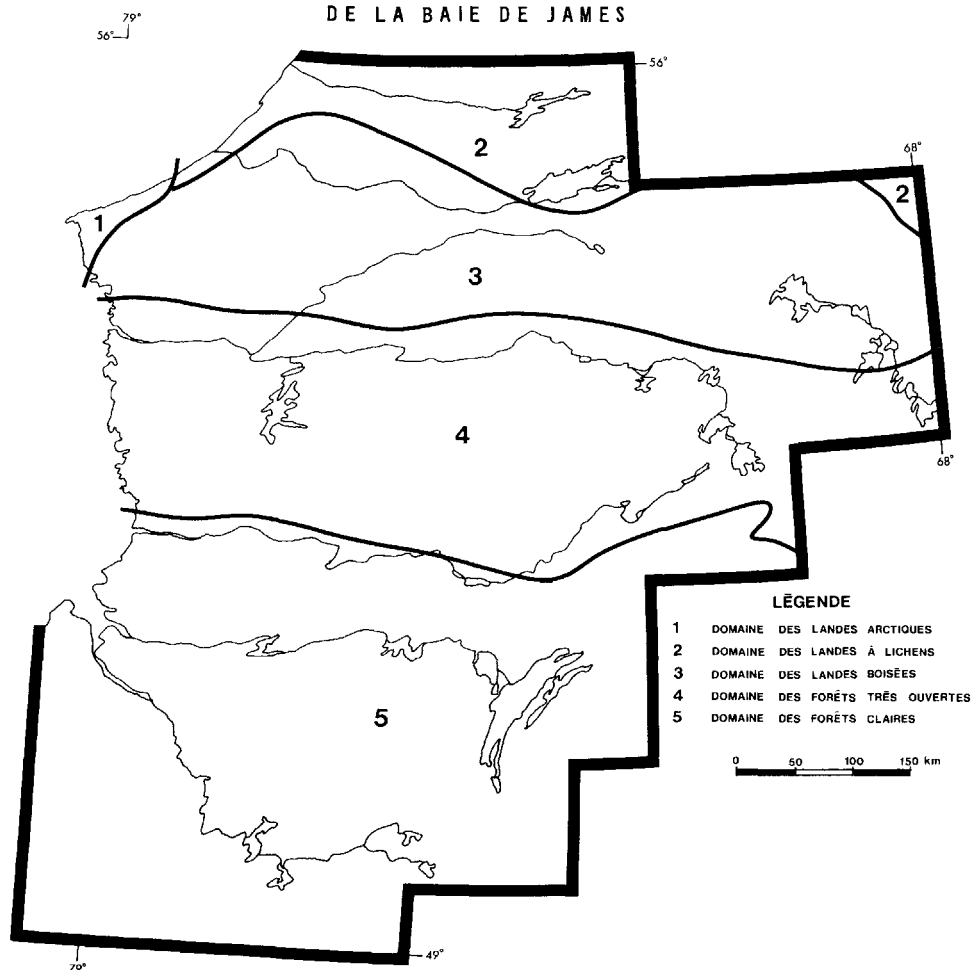 DE LA BAIE DE JAMES
79°
56°
56°
68°
2
2
1
3
4
68°
LÉGENDE
1 DOMAINE DES LANDES ARCTIQUES
2 DOMAINE DES LANDES À LICHENS
3 DOMAINE DES LANDES BOISÉES
4 DOMAINE DES FORÊTS TRÈS OUVERTES
5 DOMAINE DES FORÊTS CLAIRES
5
0 50 100 150 km
49°
79°